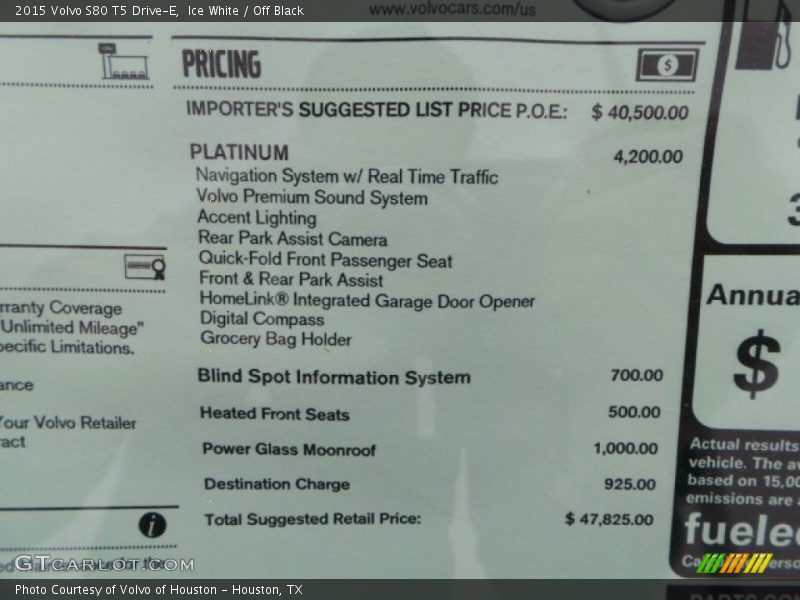 2015 Volvo S80 T5 Drive-E, Ice White / Off Black
www.volvocars.com/us
PRICING
$
IMPORTER'S SUGGESTED LIST PRICE P.O.E.: $ 40,500.00
PLATINUM 4,200.00
Navigation System w/ Real Time Traffic
Volvo Premium Sound System
Accent Lighting
Rear Park Assist Camera
Quick-Fold Front Passenger Seat
Front & Rear Park Assist
HomeLink® Integrated Garage Door Opener
Digital Compass
Grocery Bag Holder
Blind Spot Information System 700.00
Heated Front Seats 500.00
Power Glass Moonroof 1,000.00
Destination Charge 925.00
Total Suggested Retail Price: $ 47,825.00
rranty Coverage
"Unlimited Mileage"
pecific Limitations.
ance
Your Volvo Retailer
ract
i
Annua
$
Actual results
vehicle. The av
based on 15,00
emissions are a
fuelec
GTcarlot.com
Photo Courtesy of Volvo of Houston - Houston, TX